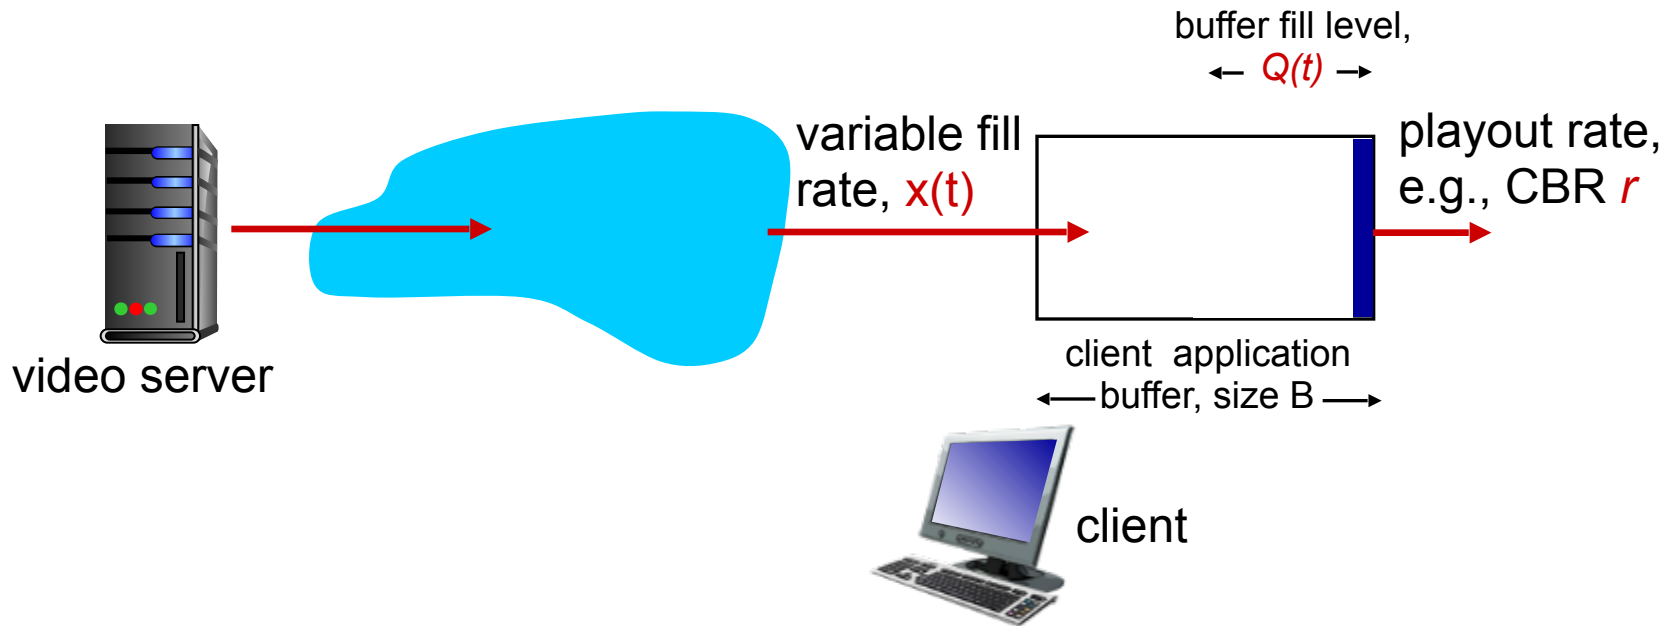 buffer fill level,
Q(t)
variable fill
rate, x(t)
playout rate,
e.g., CBR r
video server
client application
buffer, size B
client